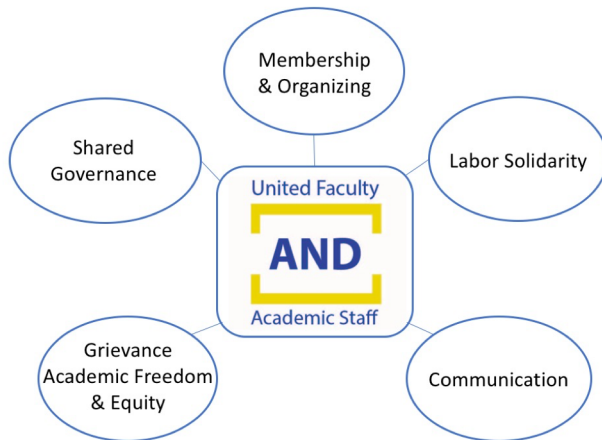 Membership
& Organizing
Shared
Governance
Labor Solidarity
United Faculty
AND
Academic Staff
Grievance
Academic Freedom
& Equity
Communication